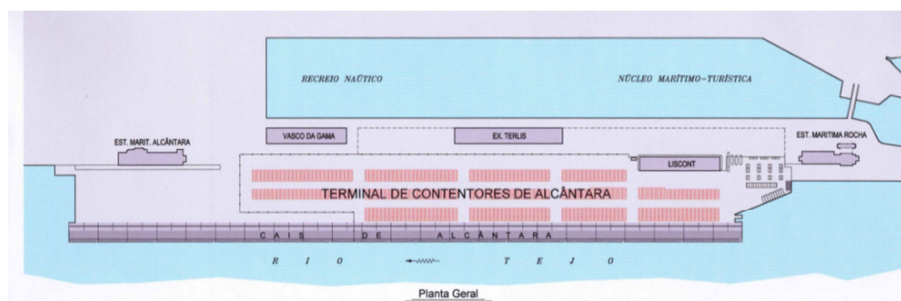 RECREIO NAÚTICO
NÚCLEO MARÍTIMO-TURÍSTICA
VASCO DA GAMA
EX. TERLIS
EST. MARITIMA ROCHA
EST. MARIT. ALCÂNTARA
LISCONT
TERMINAL DE CONTENTORES DE ALCÂNTARA
CAIS DE ALCÂNTARA
RIO TEJO
Planta Geral